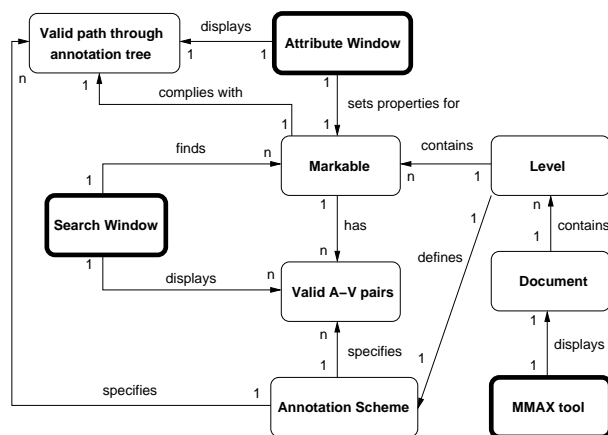 Valid path through
annotation tree
displays
Attribute Window
n
1
1
1
1
complies with
sets properties for
1
1
finds
n
Markable
contains
Level
1
n
1
1
n
Search Window
has
1
contains
1
n
defines
1
displays
n
Valid A−V pairs
Document
n
1
specifies
displays
1
1
1
specifies
1
Annotation Scheme
MMAX tool